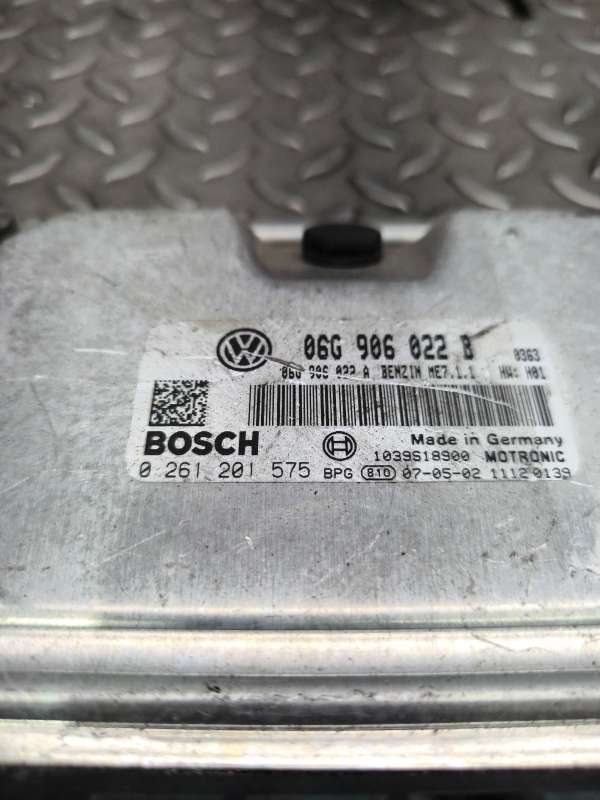 06G 906 022 B 0363
06G 906 022 A BENZIN ME7.1.1 HW: H01
BOSCH Made in Germany
1039S18900 MOTRONIC
0 261 201 575 BPG 810 07-05-02 1112 0139